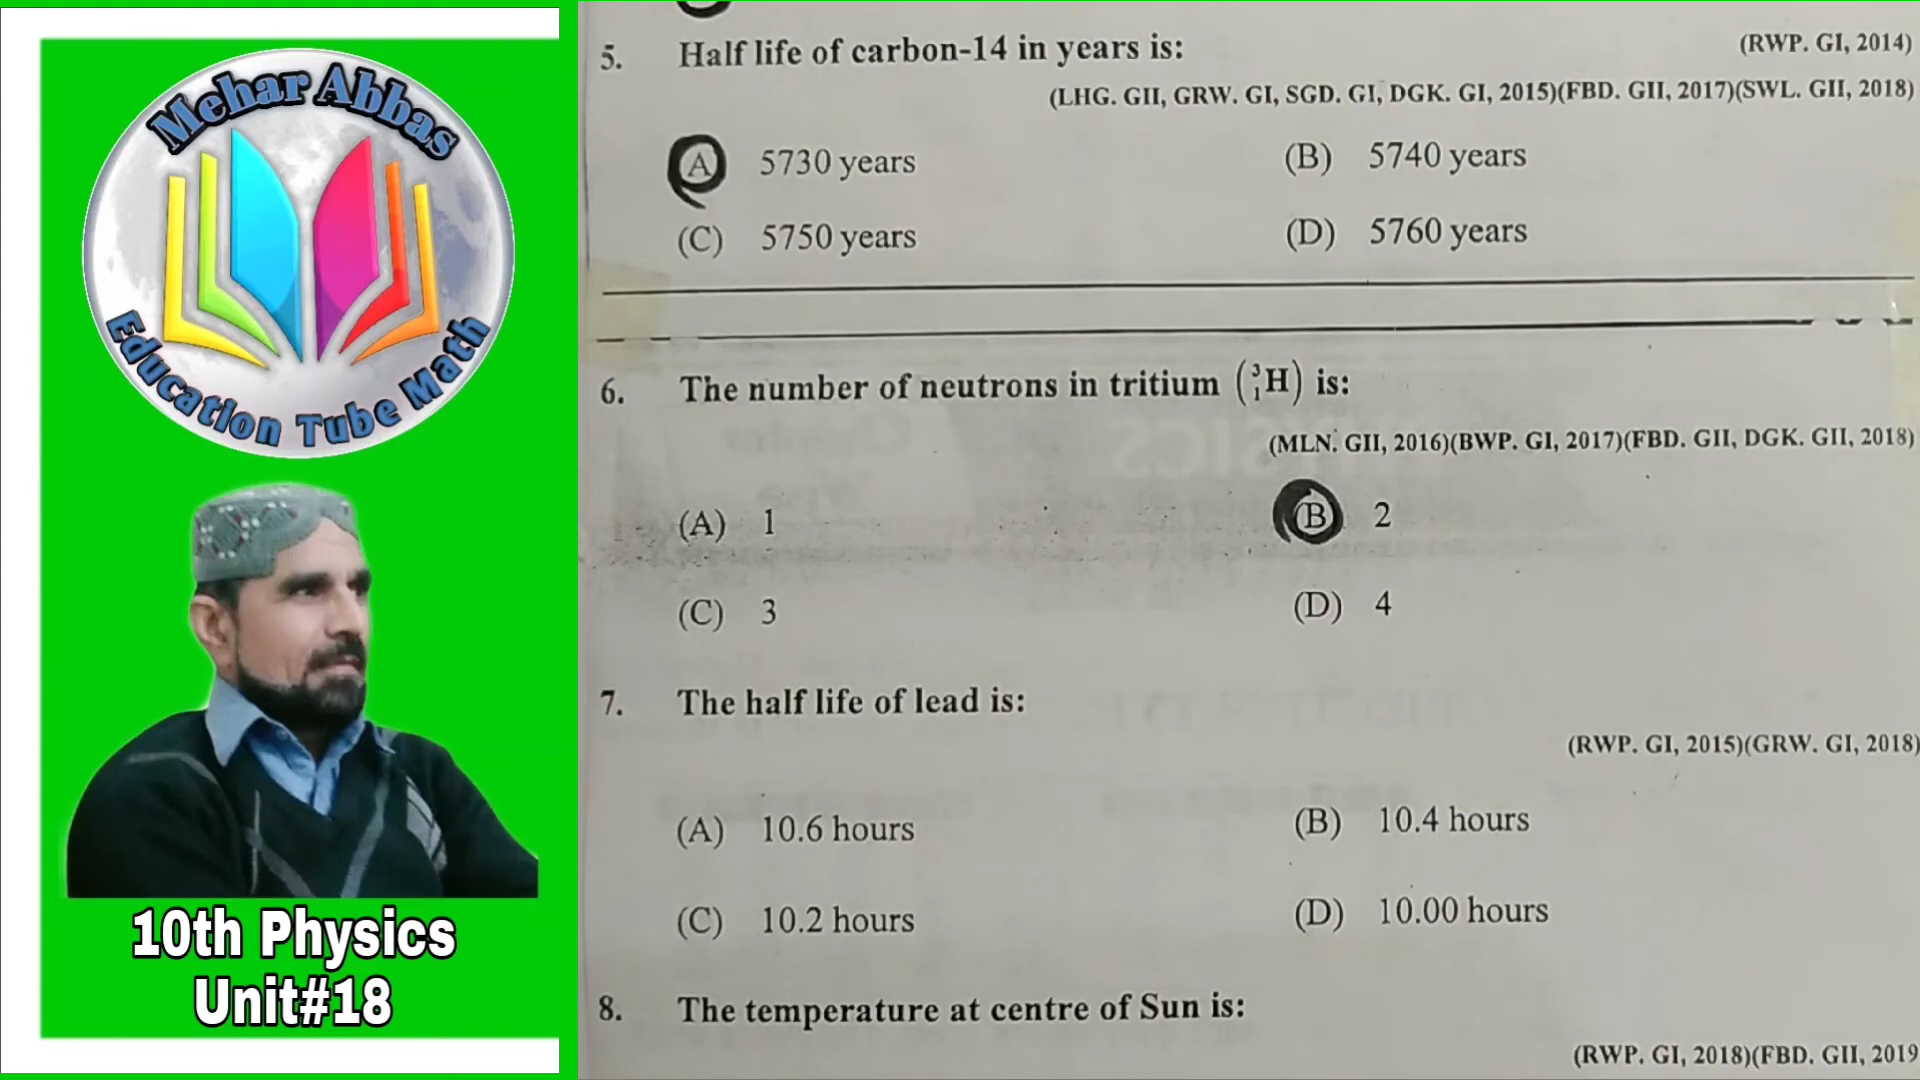 Mehar Abbas
Education Tube Math
10th Physics
Unit#18
5. Half life of carbon-14 in years is: (RWP. GI, 2014)
(LHG. GII, GRW. GI, SGD. GI, DGK. GI, 2015)(FBD. GII, 2017)(SWL. GII, 2018)
A 5730 years (B) 5740 years
(C) 5750 years (D) 5760 years
6. The number of neutrons in tritium (³₁H) is:
(MLN. GII, 2016)(BWP. GI, 2017)(FBD. GII, DGK. GII, 2018)
(A) 1 (B) 2
(C) 3 (D) 4
7. The half life of lead is:
(RWP. GI, 2015)(GRW. GI, 2018)
(A) 10.6 hours (B) 10.4 hours
(C) 10.2 hours (D) 10.00 hours
8. The temperature at centre of Sun is:
(RWP. GI, 2018)(FBD. GII, 2019